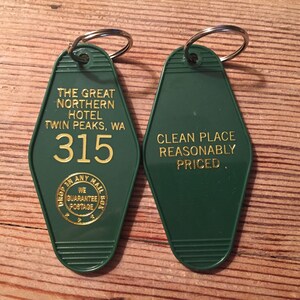 THE GREAT
NORTHERN
HOTEL
TWIN PEAKS, WA
315
DROP IN ANY MAIL BOX
WE
GUARANTEE
POSTAGE
CLEAN PLACE
REASONABLY
PRICED